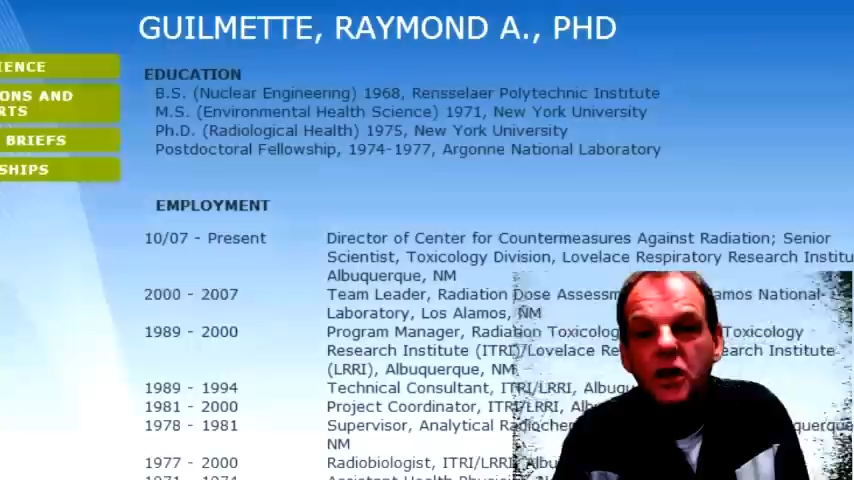 GUILMETTE, RAYMOND A., PHD
IENCE
ONS AND
RTS
BRIEFS
SHIPS
EDUCATION
B.S. (Nuclear Engineering) 1968, Rensselaer Polytechnic Institute
M.S. (Environmental Health Science) 1971, New York University
Ph.D. (Radiological Health) 1975, New York University
Postdoctoral Fellowship, 1974-1977, Argonne National Laboratory
EMPLOYMENT
10/07 - Present Director of Center for Countermeasures Against Radiation; Senior
Scientist, Toxicology Division, Lovelace Respiratory Research Institu
Albuquerque, NM
2000 - 2007 Team Leader, Radiation Dose Assessm amos National
Laboratory, Los Alamos, NM
1989 - 2000 Program Manager, Radiation Toxicolog Toxicology
Research Institute (ITRI)/Lovelace Re earch Institute
(LRRI), Albuquerque, NM
1989 - 1994 Technical Consultant, ITRI/LRRI, Albuqu
1981 - 2000 Project Coordinator, ITRI/LRRI, Alb
1978 - 1981 Supervisor, Analytical Radiochem querque
NM
1977 - 2000 Radiobiologist, ITRI/LRRI Albu
1971 - 1974 Assistant Health Physici